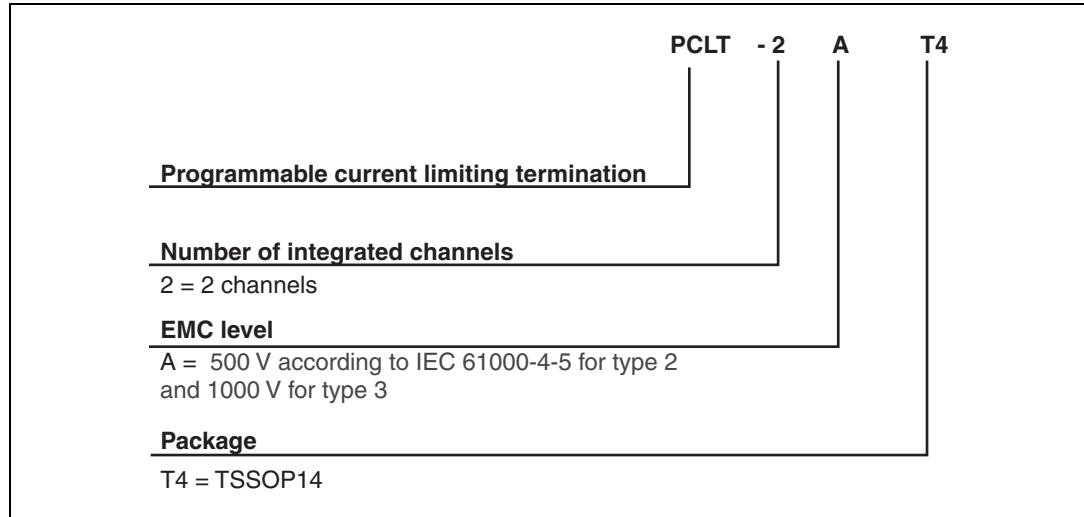 PCLT - 2 A T4
Programmable current limiting termination
Number of integrated channels
2 = 2 channels
EMC level
A = 500 V according to IEC 61000-4-5 for type 2
and 1000 V for type 3
Package
T4 = TSSOP14